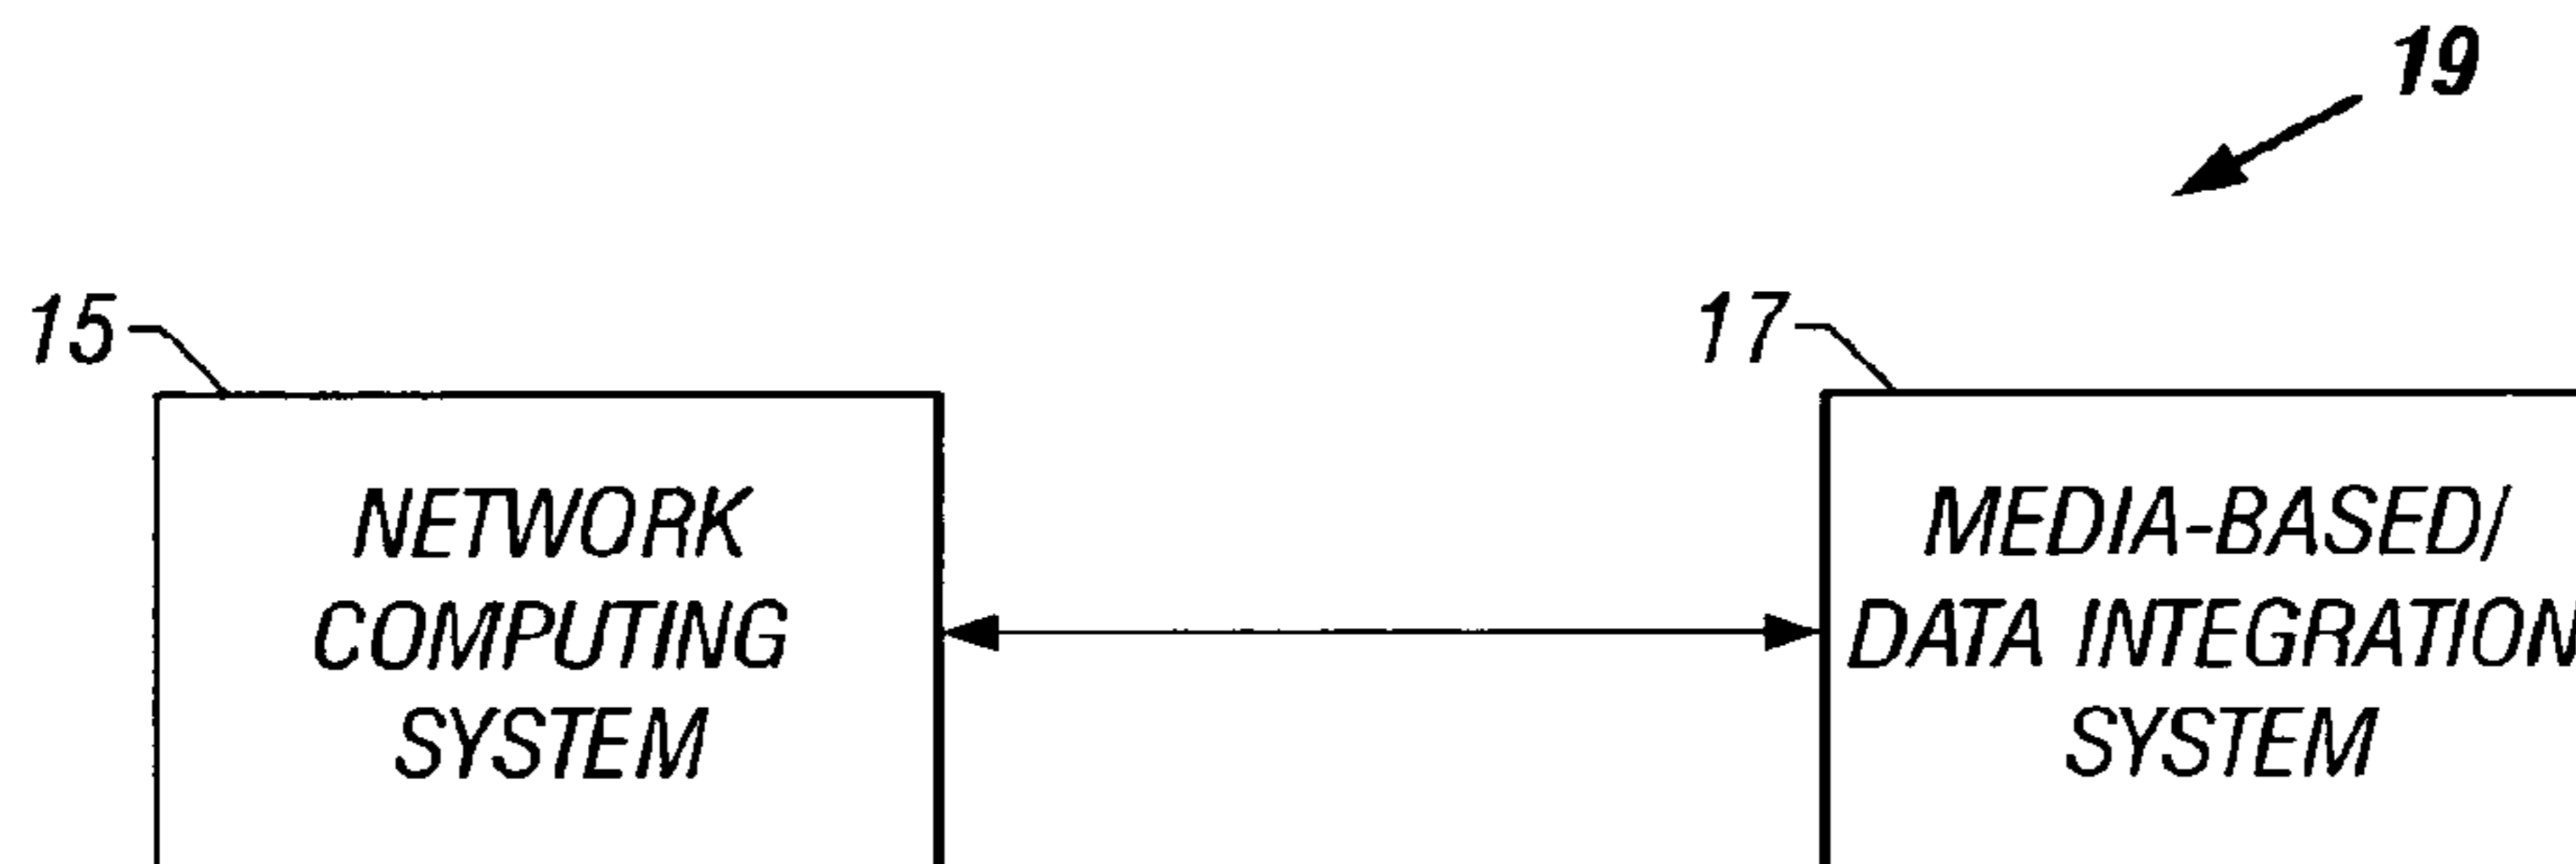 19
15
17
NETWORK
COMPUTING
SYSTEM
MEDIA-BASED/
DATA INTEGRATION
SYSTEM